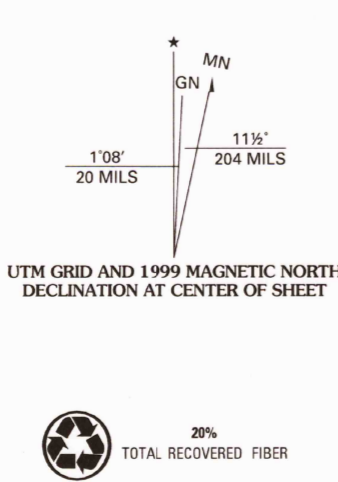 ★
MN
GN
1°08'
20 MILS
11½°
204 MILS
UTM GRID AND 1999 MAGNETIC NORTH
DECLINATION AT CENTER OF SHEET
20%
TOTAL RECOVERED FIBER